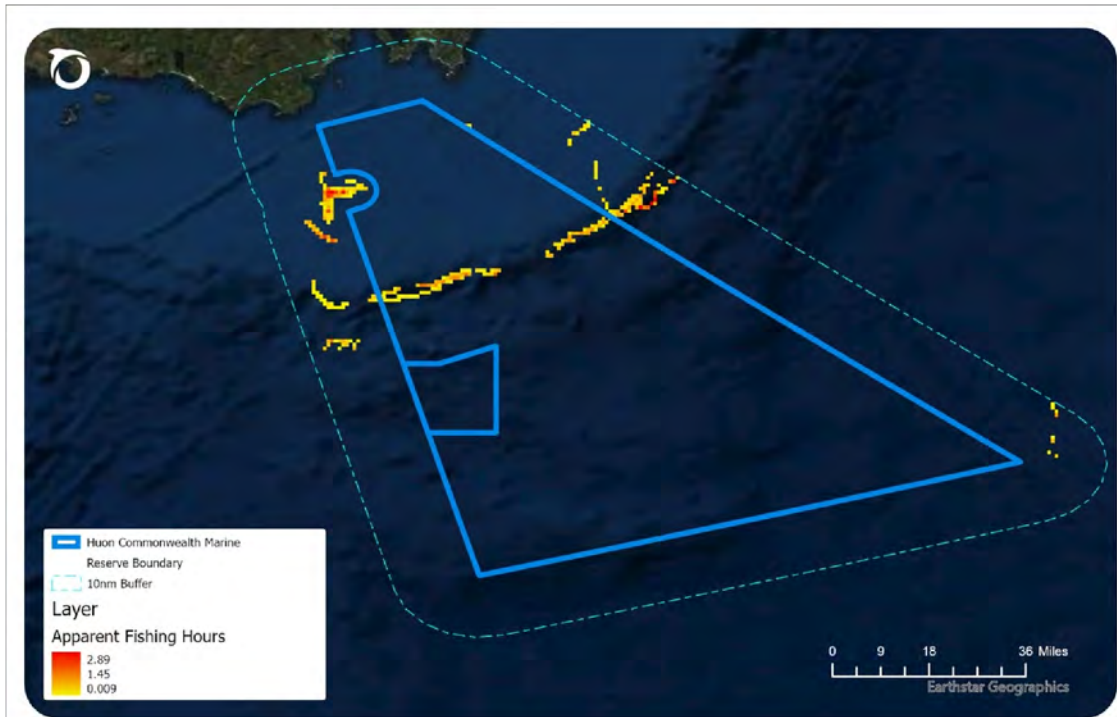 Huon Commonwealth Marine
Reserve Boundary
10nm Buffer
Layer
Apparent Fishing Hours
2.89
1.45
0.009
0 9 18 36 Miles
Earthstar Geographics